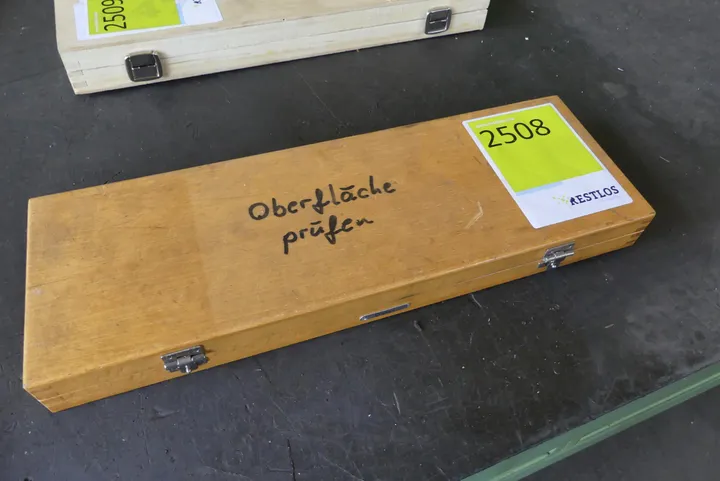 2509
2508
RESTLOS
Oberfläche
prüfen